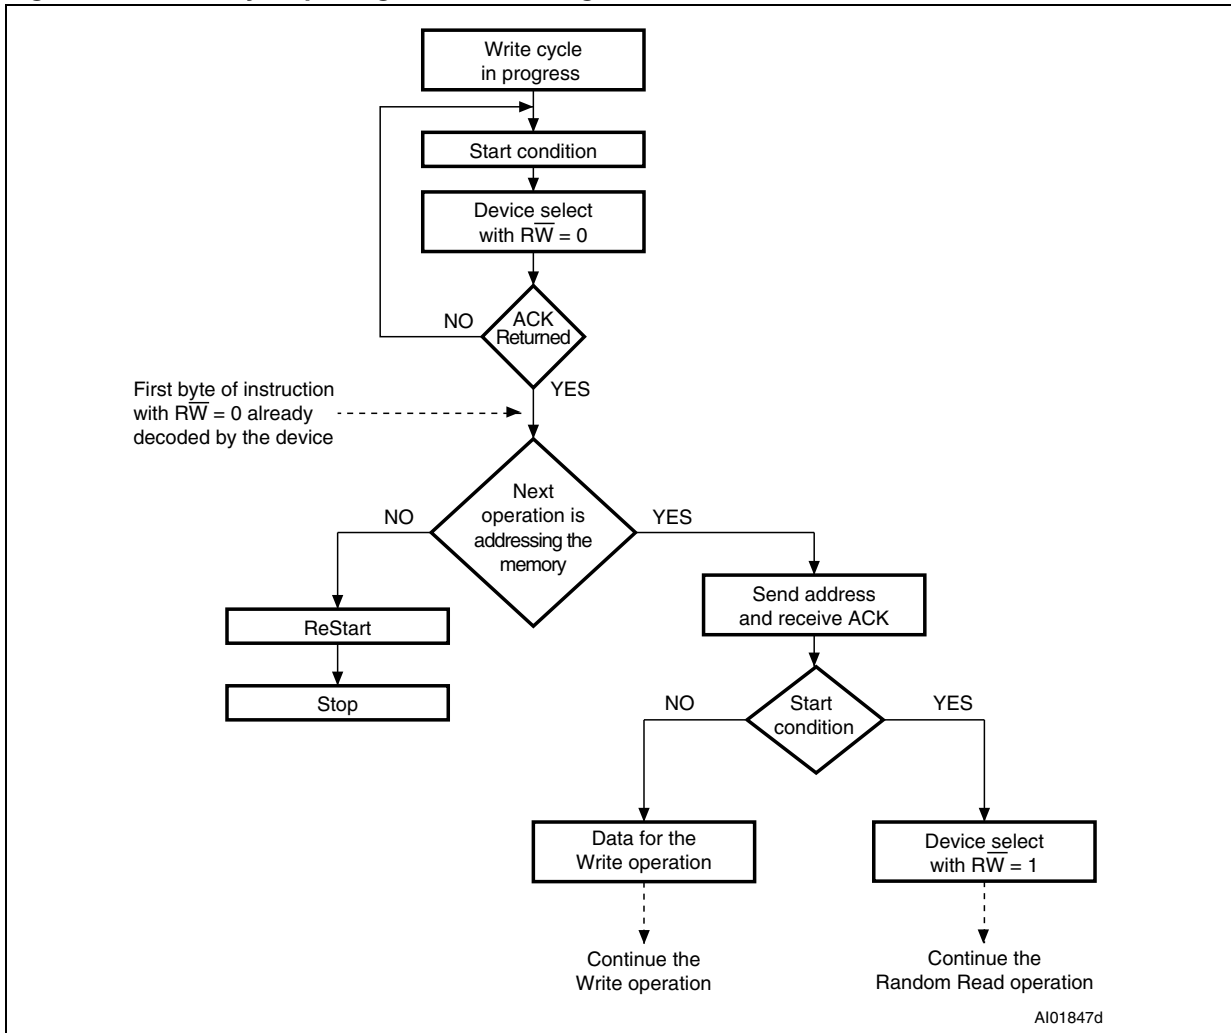 Write cycle
in progress
Start condition
Device select
with RW̅ = 0
NO
ACK
Returned
YES
First byte of instruction
with RW̅ = 0 already
decoded by the device
Next
operation is
addressing the
memory
NO
YES
Send address
and receive ACK
ReStart
Stop
Start
condition
NO
YES
Data for the
Write operation
Device select
with RW̅ = 1
Continue the
Write operation
Continue the
Random Read operation
AI01847d